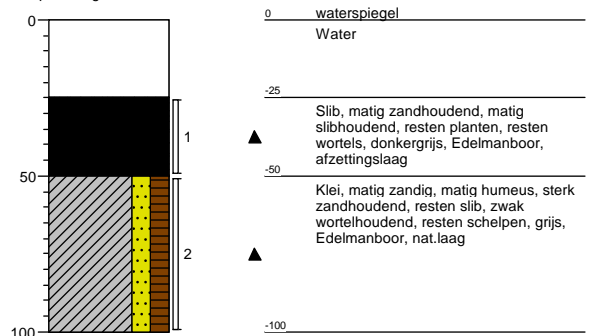 0
0
waterspiegel
Water
-25
1
Slib, matig zandhoudend, matig
slibhoudend, resten planten, resten
wortels, donkergrijs, Edelmanboor,
afzettingslaag
50
-50
2
Klei, matig zandig, matig humeus, sterk
zandhoudend, resten slib, zwak
wortelhoudend, resten schelpen, grijs,
Edelmanboor, nat.laag
100
-100